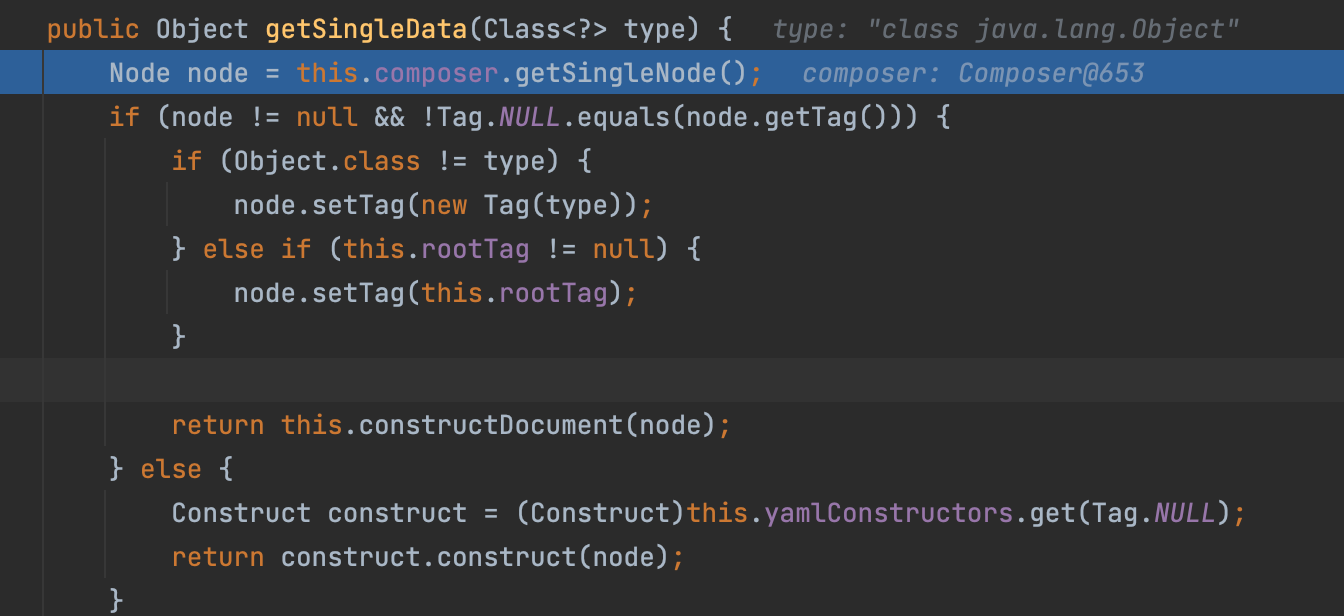 public Object getSingleData(Class<?> type) {  type: "class java.lang.Object"
    Node node = this.composer.getSingleNode();  composer: Composer@653
    if (node != null && !Tag.NULL.equals(node.getTag())) {
        if (Object.class != type) {
            node.setTag(new Tag(type));
        } else if (this.rootTag != null) {
            node.setTag(this.rootTag);
        }
        return this.constructDocument(node);
    } else {
        Construct construct = (Construct)this.yamlConstructors.get(Tag.NULL);
        return construct.construct(node);
    }